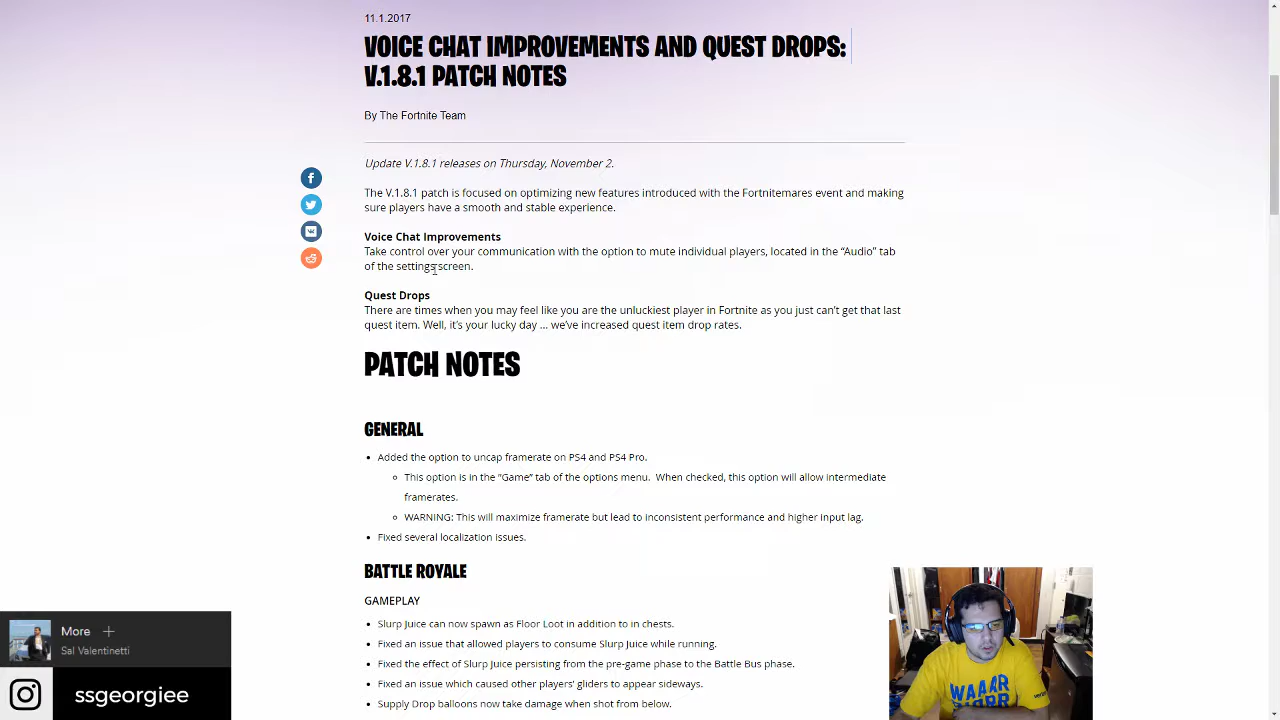 11.1.2017
VOICE CHAT IMPROVEMENTS AND QUEST DROPS:
V.1.8.1 PATCH NOTES
By The Fortnite Team
Update V.1.8.1 releases on Thursday, November 2.
The V.1.8.1 patch is focused on optimizing new features introduced with the Fortnitemares event and making
sure players have a smooth and stable experience.
Voice Chat Improvements
Take control over your communication with the option to mute individual players, located in the “Audio” tab
of the settings screen.
Quest Drops
There are times when you may feel like you are the unluckiest player in Fortnite as you just can’t get that last
quest item. Well, it’s your lucky day … we’ve increased quest item drop rates.
PATCH NOTES
GENERAL
• Added the option to uncap framerate on PS4 and PS4 Pro.
◦ This option is in the “Game” tab of the options menu.  When checked, this option will allow intermediate
framerates.
◦ WARNING: This will maximize framerate but lead to inconsistent performance and higher input lag.
• Fixed several localization issues.
BATTLE ROYALE
GAMEPLAY
• Slurp Juice can now spawn as Floor Loot in addition to in chests.
• Fixed an issue that allowed players to consume Slurp Juice while running.
• Fixed the effect of Slurp Juice persisting from the pre-game phase to the Battle Bus phase.
• Fixed an issue which caused other players’ gliders to appear sideways.
• Supply Drop balloons now take damage when shot from below.
More +
Sal Valentinetti
ssgeorgiee